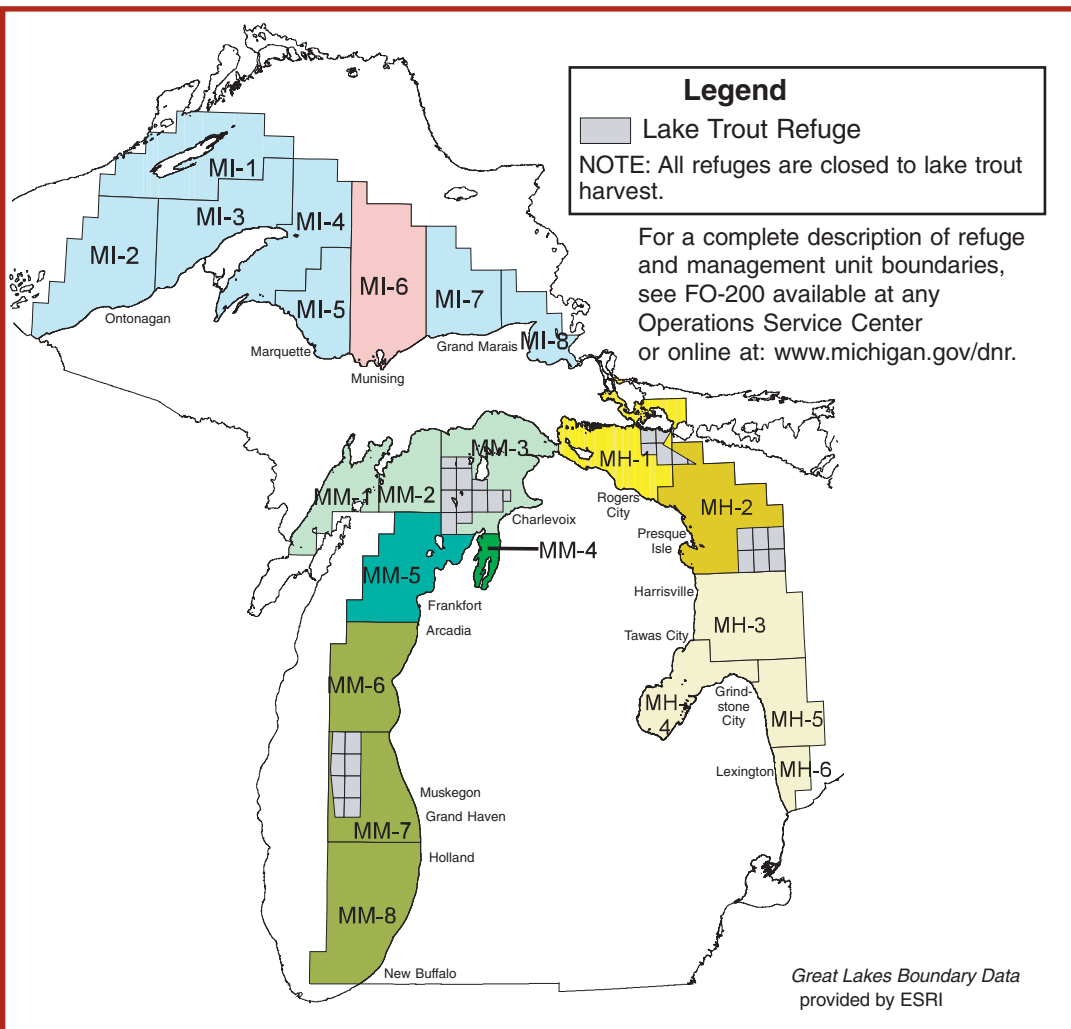 Legend
Lake Trout Refuge
NOTE: All refuges are closed to lake trout
harvest.
For a complete description of refuge
and management unit boundaries,
see FO-200 available at any
Operations Service Center
or online at: www.michigan.gov/dnr.
MI-1
MI-2
MI-3
MI-4
MI-5
MI-6
MI-7
MI-8
Ontonagan
Marquette
Munising
Grand Marais
MM-1
MM-2
MM-3
MM-4
MM-5
MM-6
MM-7
MM-8
Charlevoix
Frankfort
Arcadia
Muskegon
Grand Haven
Holland
New Buffalo
MH-1
MH-2
MH-3
MH-
4
MH-5
MH-6
Rogers
City
Presque
Isle
Harrisville
Tawas City
Grind-
stone
City
Lexington
Great Lakes Boundary Data
provided by ESRI